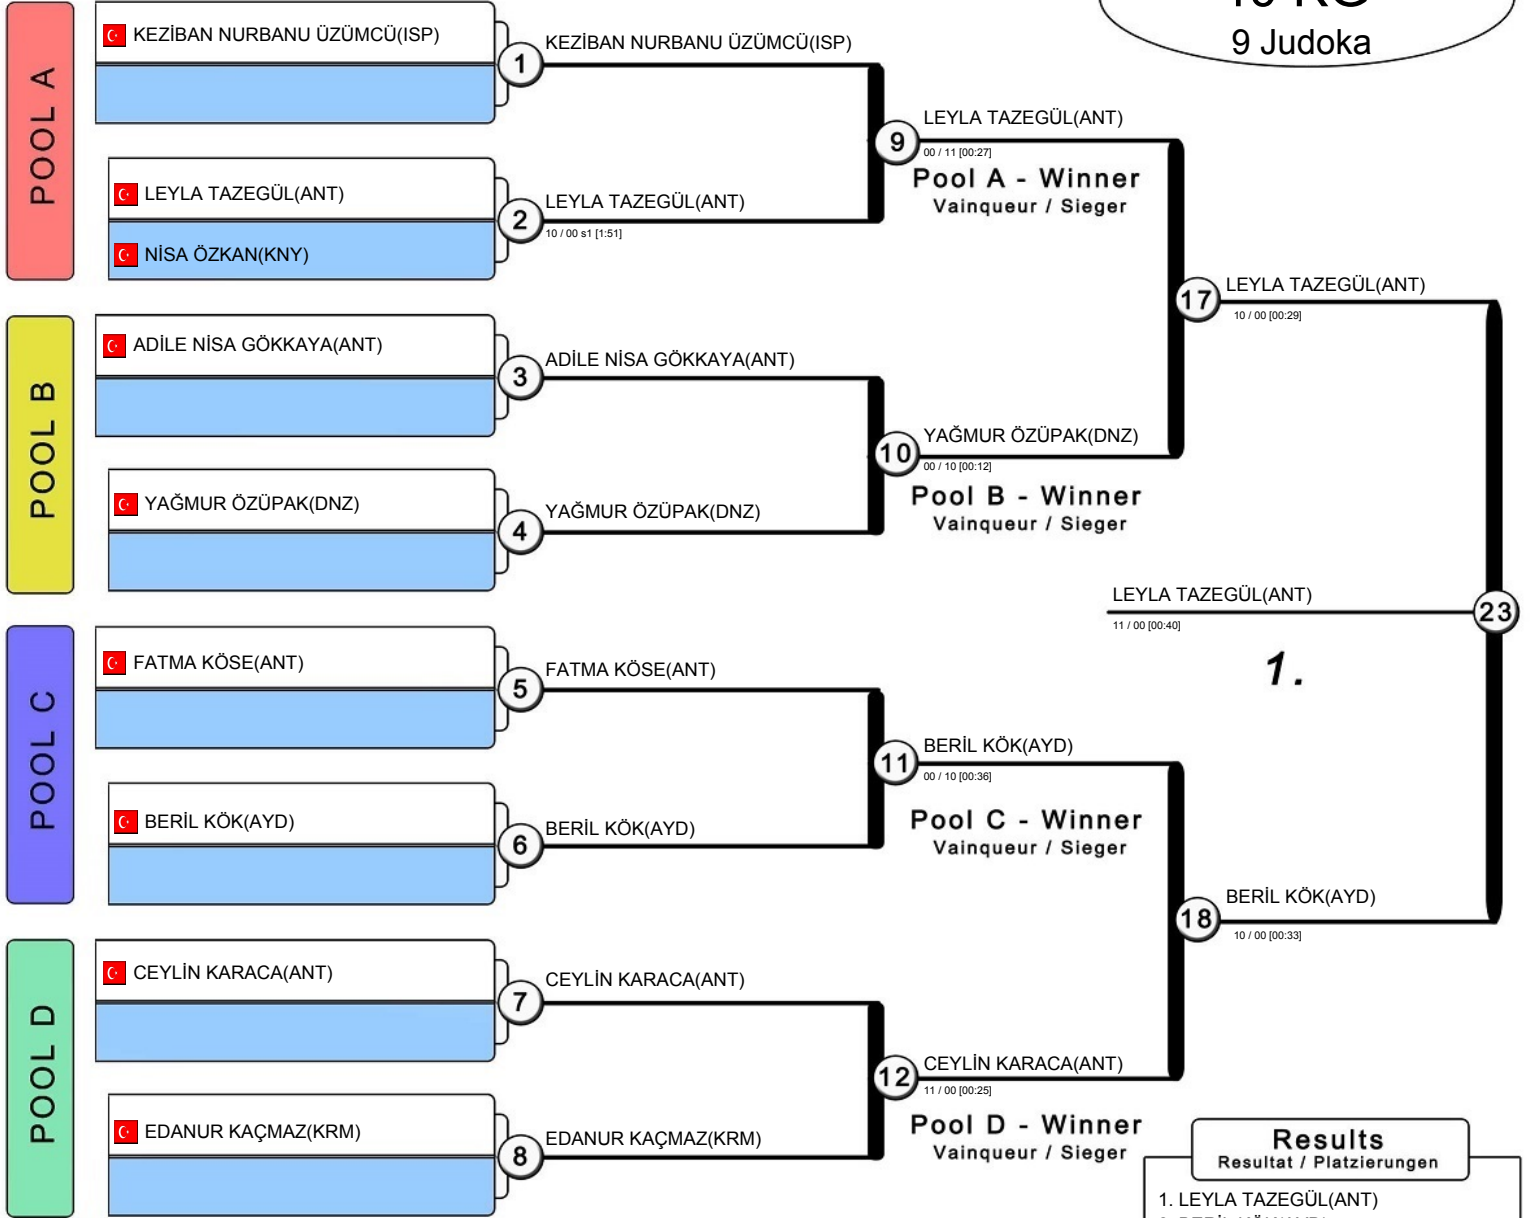 9 Judoka
POOL A
KEZİBAN NURBANU ÜZÜMCÜ(ISP)
1
KEZİBAN NURBANU ÜZÜMCÜ(ISP)
LEYLA TAZEGÜL(ANT)
NİSA ÖZKAN(KNY)
2
LEYLA TAZEGÜL(ANT)
10 / 00 s1 [1:51]
9
LEYLA TAZEGÜL(ANT)
00 / 11 [00:27]
Pool A - Winner
Vainqueur / Sieger
POOL B
ADİLE NİSA GÖKKAYA(ANT)
3
ADİLE NİSA GÖKKAYA(ANT)
YAĞMUR ÖZÜPAK(DNZ)
4
YAĞMUR ÖZÜPAK(DNZ)
10
YAĞMUR ÖZÜPAK(DNZ)
00 / 10 [00:12]
Pool B - Winner
Vainqueur / Sieger
17
LEYLA TAZEGÜL(ANT)
10 / 00 [00:29]
POOL C
FATMA KÖSE(ANT)
5
FATMA KÖSE(ANT)
BERİL KÖK(AYD)
6
BERİL KÖK(AYD)
11
BERİL KÖK(AYD)
00 / 10 [00:36]
Pool C - Winner
Vainqueur / Sieger
POOL D
CEYLİN KARACA(ANT)
7
CEYLİN KARACA(ANT)
EDANUR KAÇMAZ(KRM)
8
EDANUR KAÇMAZ(KRM)
12
CEYLİN KARACA(ANT)
11 / 00 [00:25]
Pool D - Winner
Vainqueur / Sieger
18
BERİL KÖK(AYD)
10 / 00 [00:33]
LEYLA TAZEGÜL(ANT)
23
11 / 00 [00:40]
1.
Results
Resultat / Platzierungen
1. LEYLA TAZEGÜL(ANT)